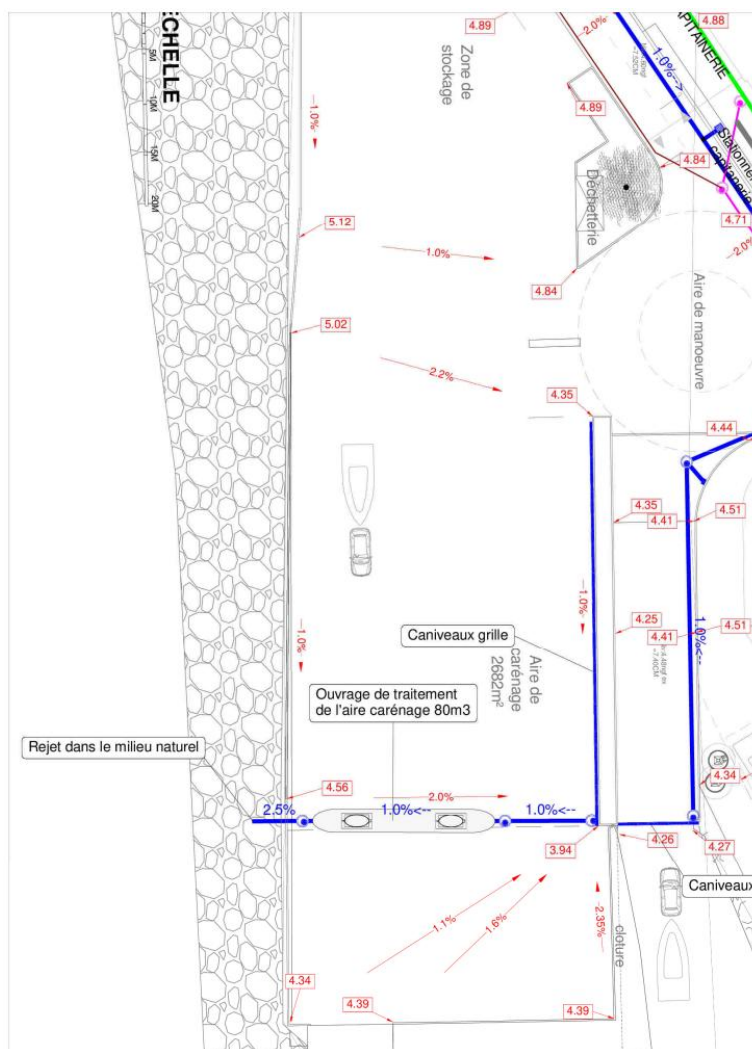 ECHELLE
5M
10M
15M
20M
4.89
Zone de
stockage
--2.0%
1.0%-->
CAPITAINERIE
4.88
4.89
--1.0%
4.84
Stationnement
capitanerie
Déchetterie
4.71
--2.0%
5.12
--1.0%--
4.84
Aire de manoeuvre
5.02
--2.2%
4.35
4.44
4.35
4.41
4.51
--1.0%
4.25
4.41
4.51
1.0%<--
--1.0%
Caniveaux grille
Aire de
carénage
2682m²
Ouvrage de traitement
de l'aire carénage 80m3
Rejet dans le milieu naturel
4.34
4.56
--2.0%
2.5%
1.0%<--
1.0%<--
3.94
4.26
4.27
Caniveaux
--1.1%
--1.6%
--2.35%
cloture
4.34
4.39
4.39